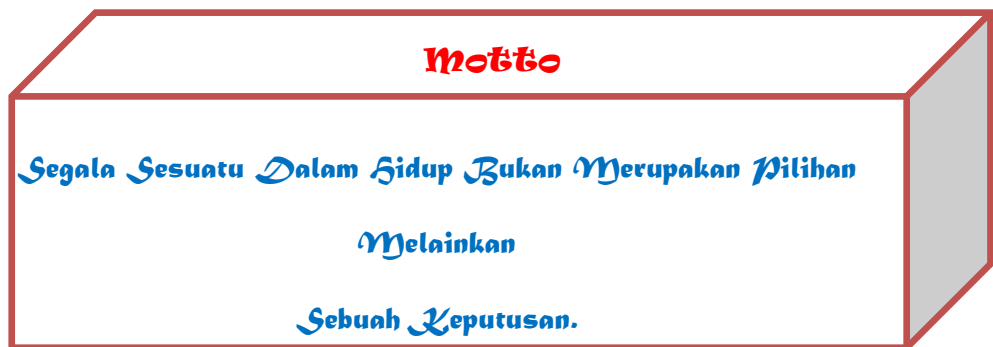 Motto
Segala Sesuatu Dalam Hidup Bukan Merupakan Pilihan
Melainkan
Sebuah Keputusan.